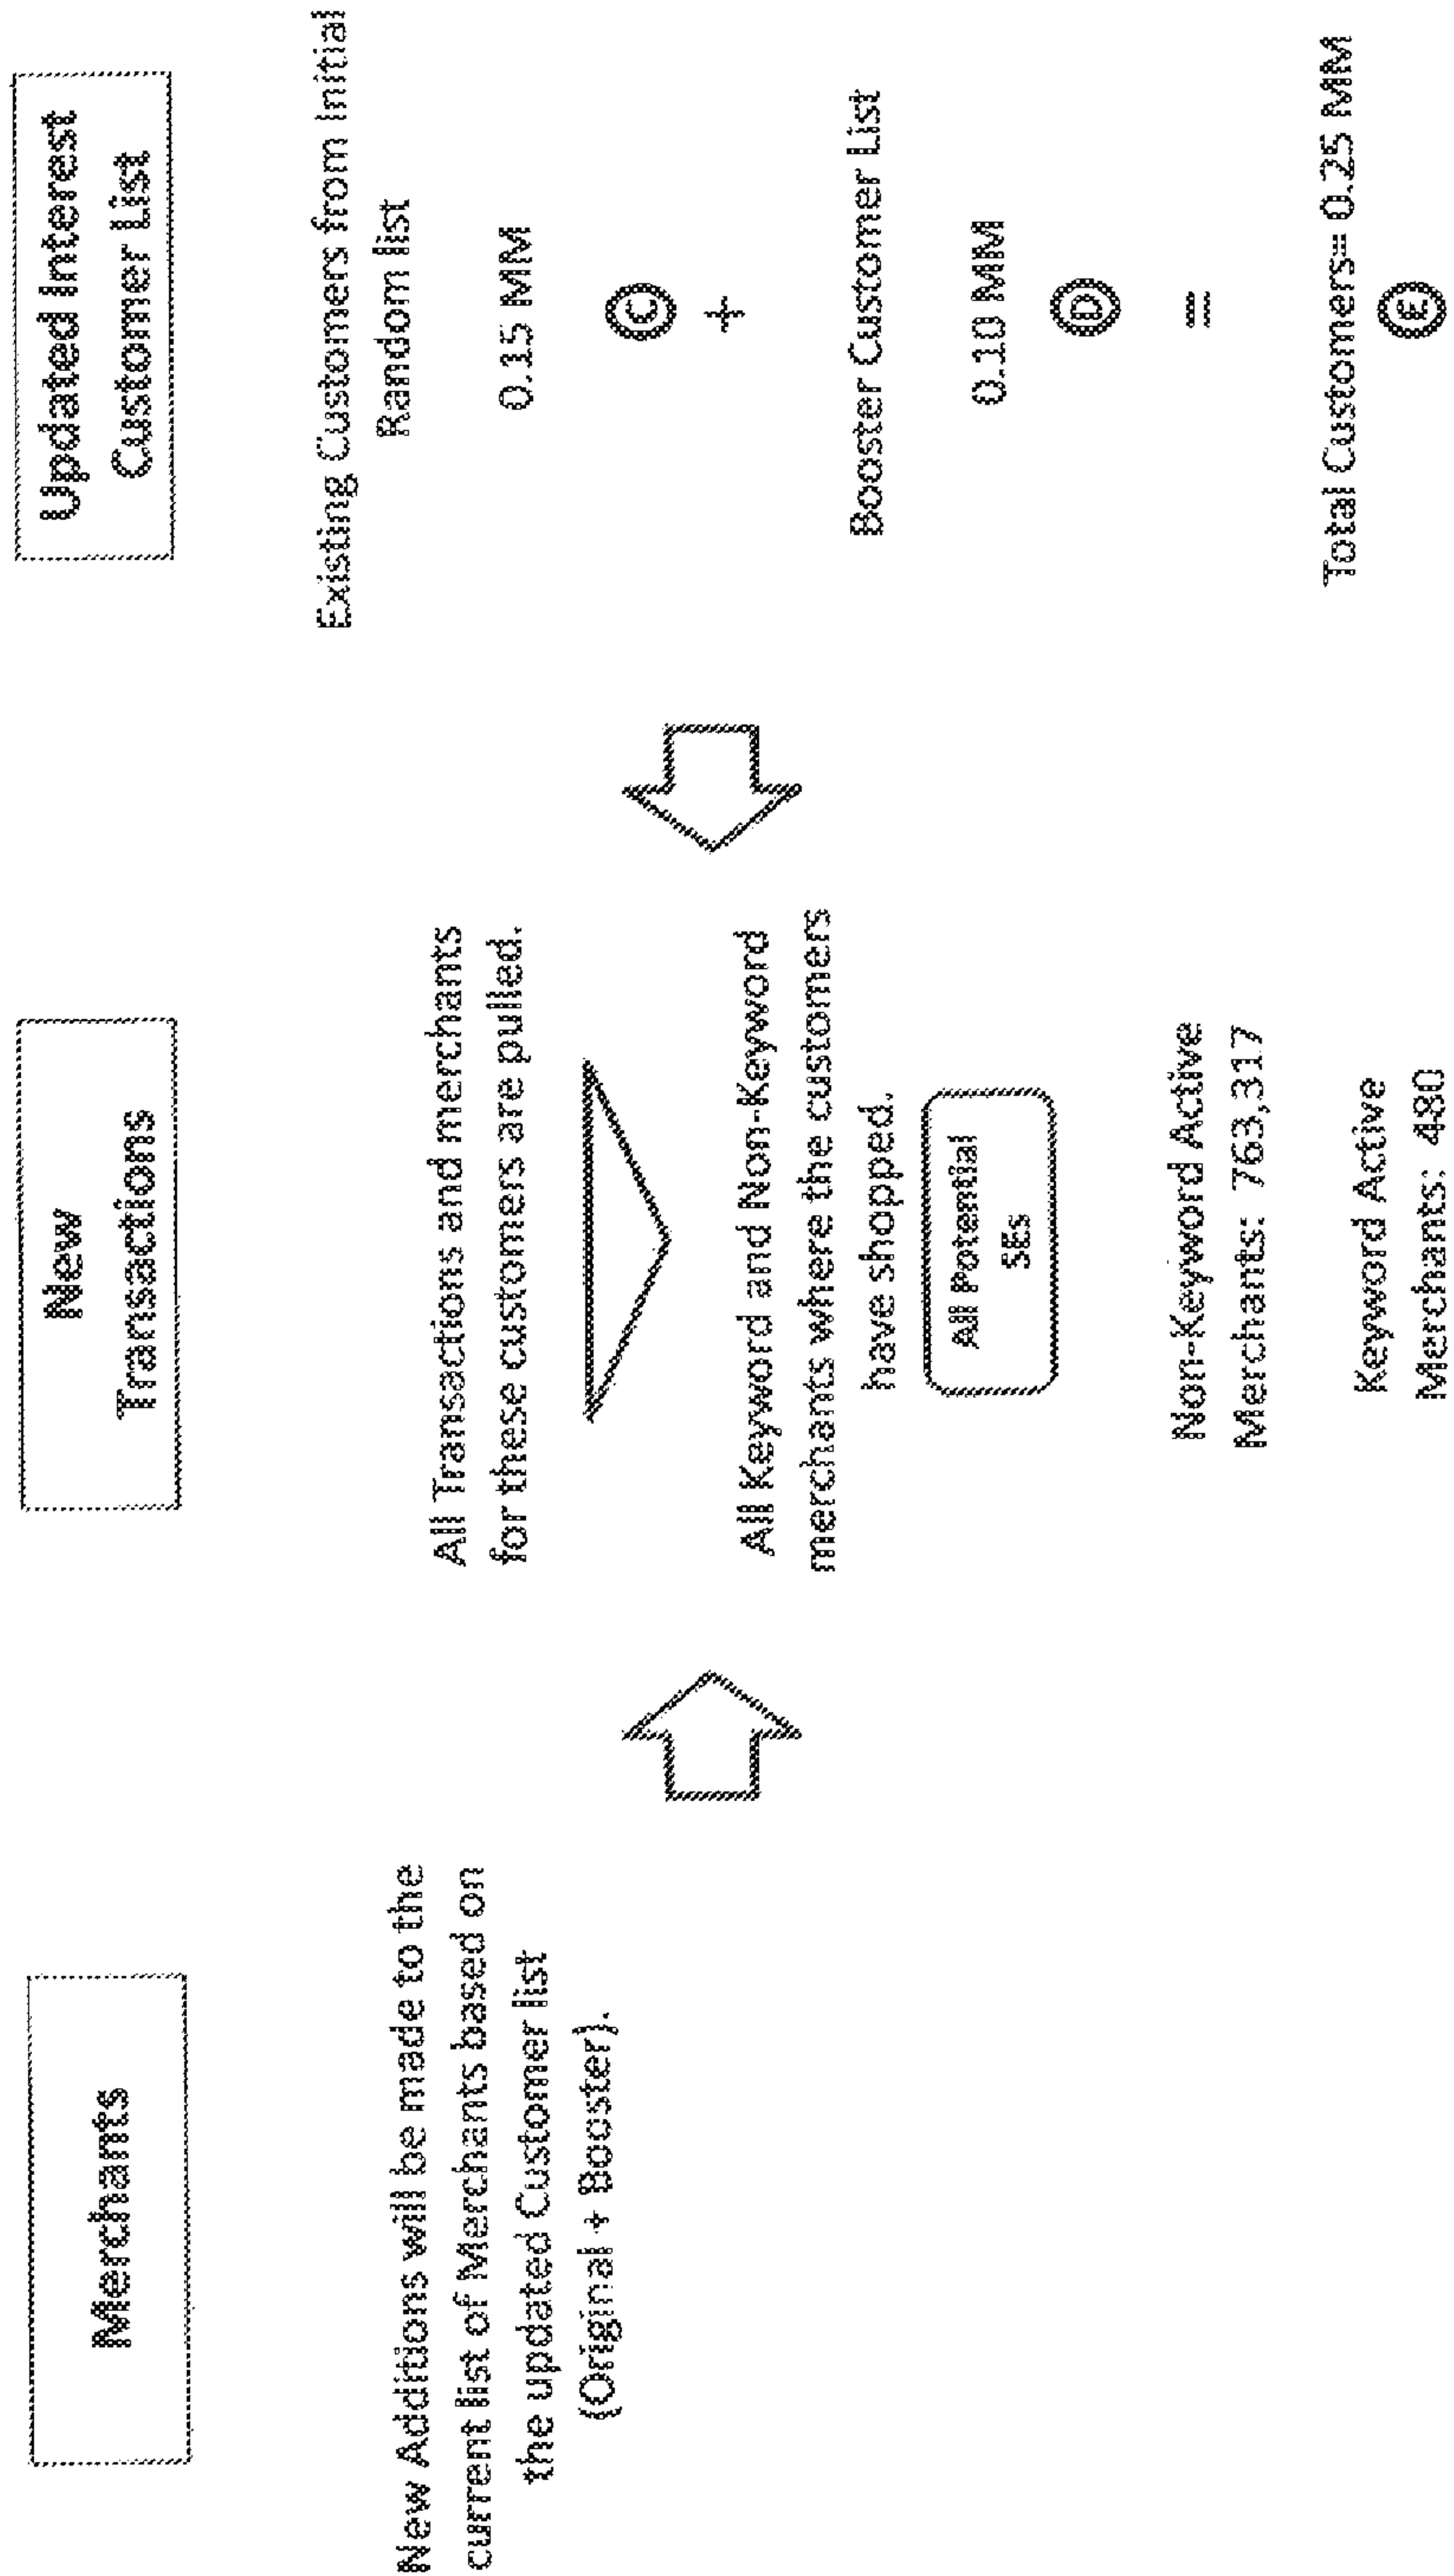 Merchants
New Additions will be made to the
current list of Merchants based on
the updated Customer list
(Original + Booster).
New
Transactions
All Transactions and merchants
for these customers are pulled.
All Keyword and Non-Keyword
merchants where the customers
have shopped.
All Potential
SEs
Non-Keyword Active
Merchants: 763,317
Keyword Active
Merchants: 480
Updated Interest
Customer List
Existing Customers from Initial
Random list
0.15 MM
C
+
Booster Customer List
0.10 MM
D
=
Total Customers= 0.25 MM
E